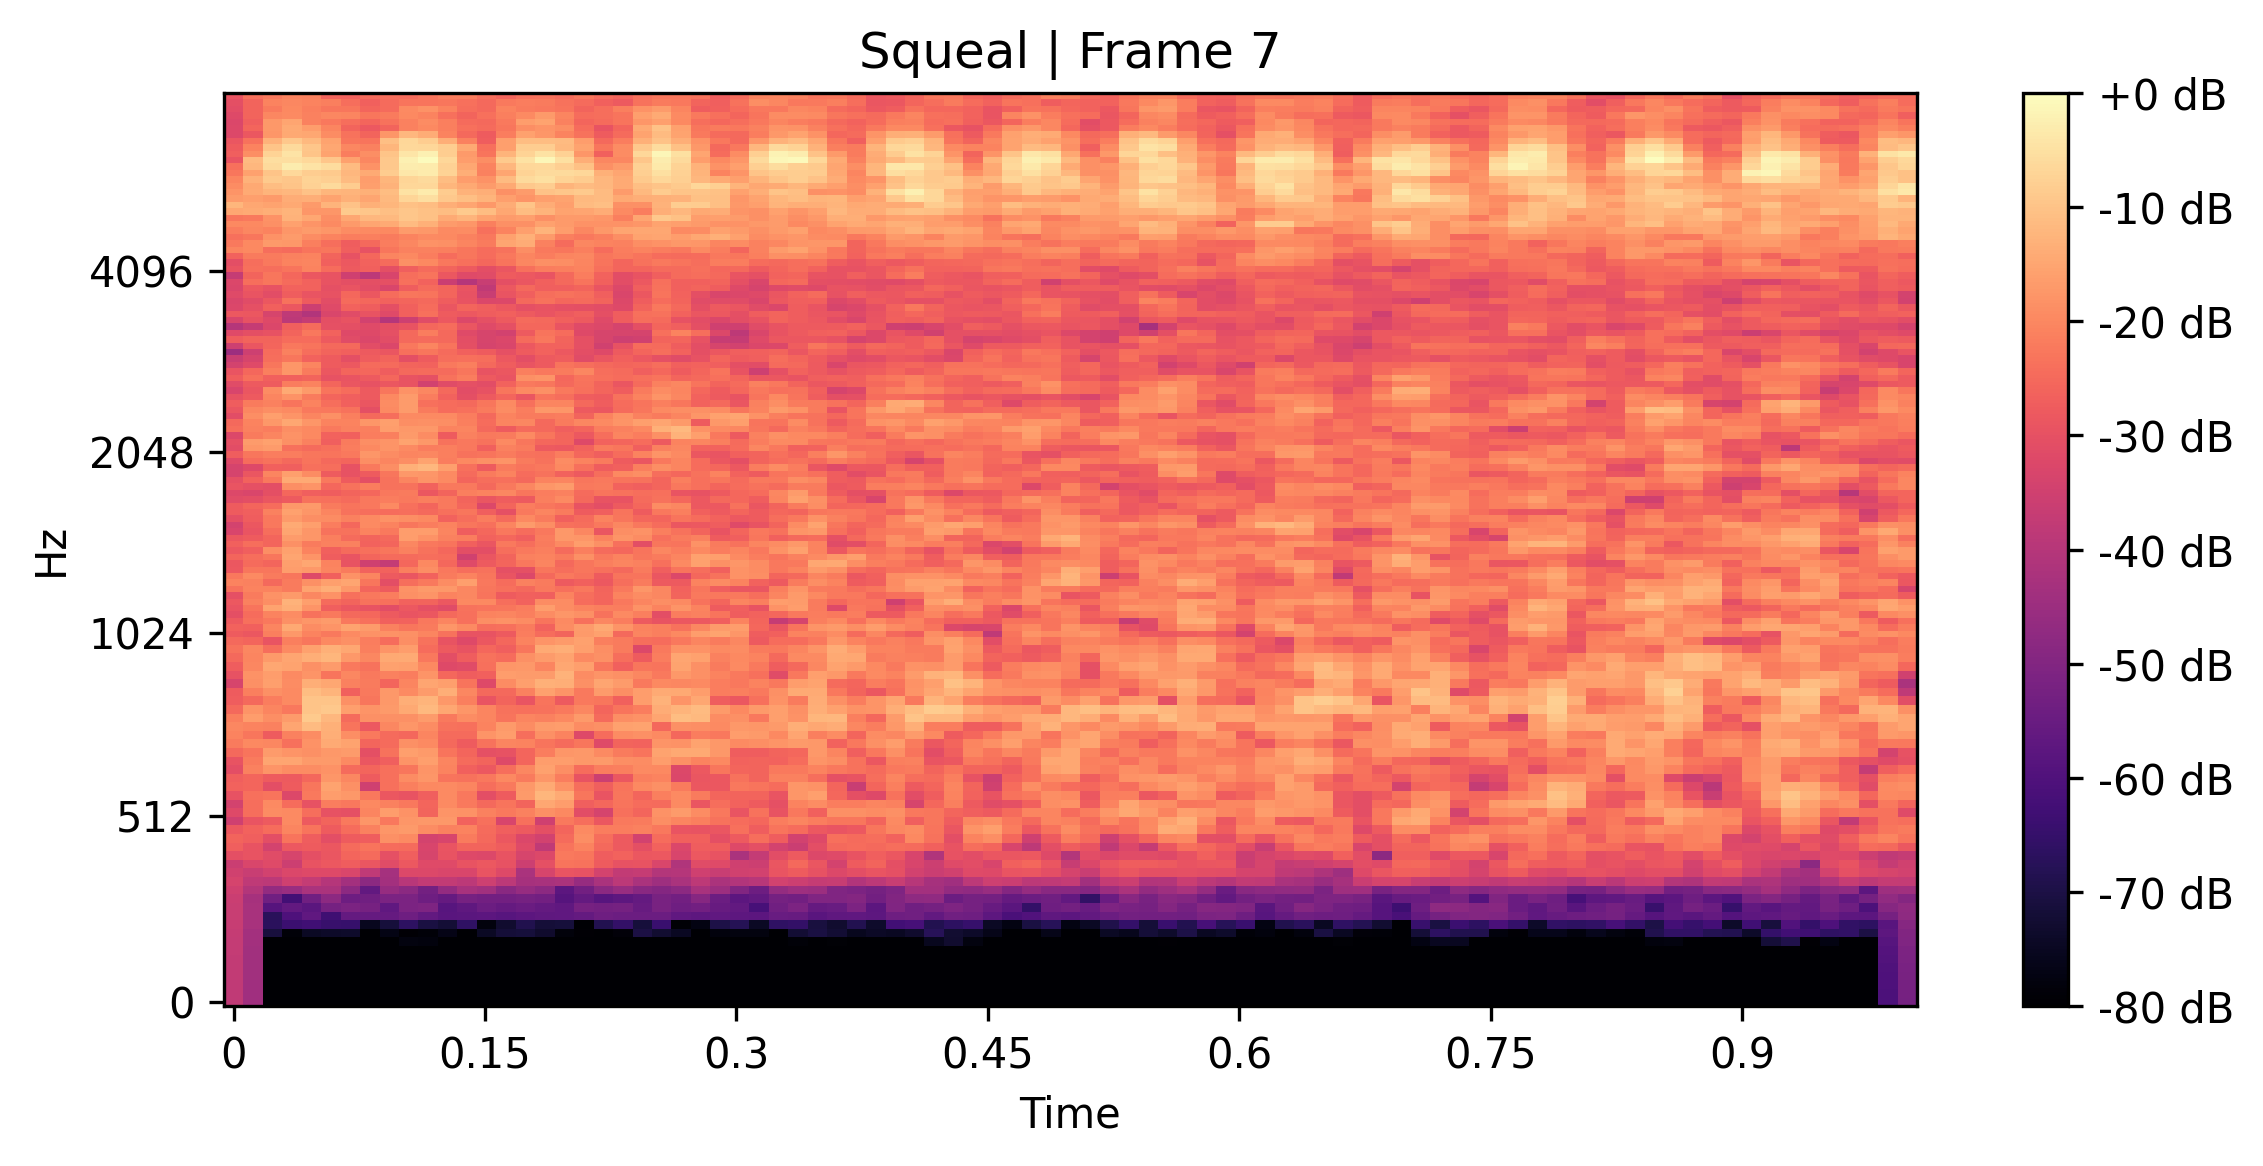 Squeal | Frame 7
+0 dB
-10 dB
-20 dB
-30 dB
-40 dB
-50 dB
-60 dB
-70 dB
-80 dB
Hz
4096
2048
1024
512
0
0 0.15 0.3 0.45 0.6 0.75 0.9
Time